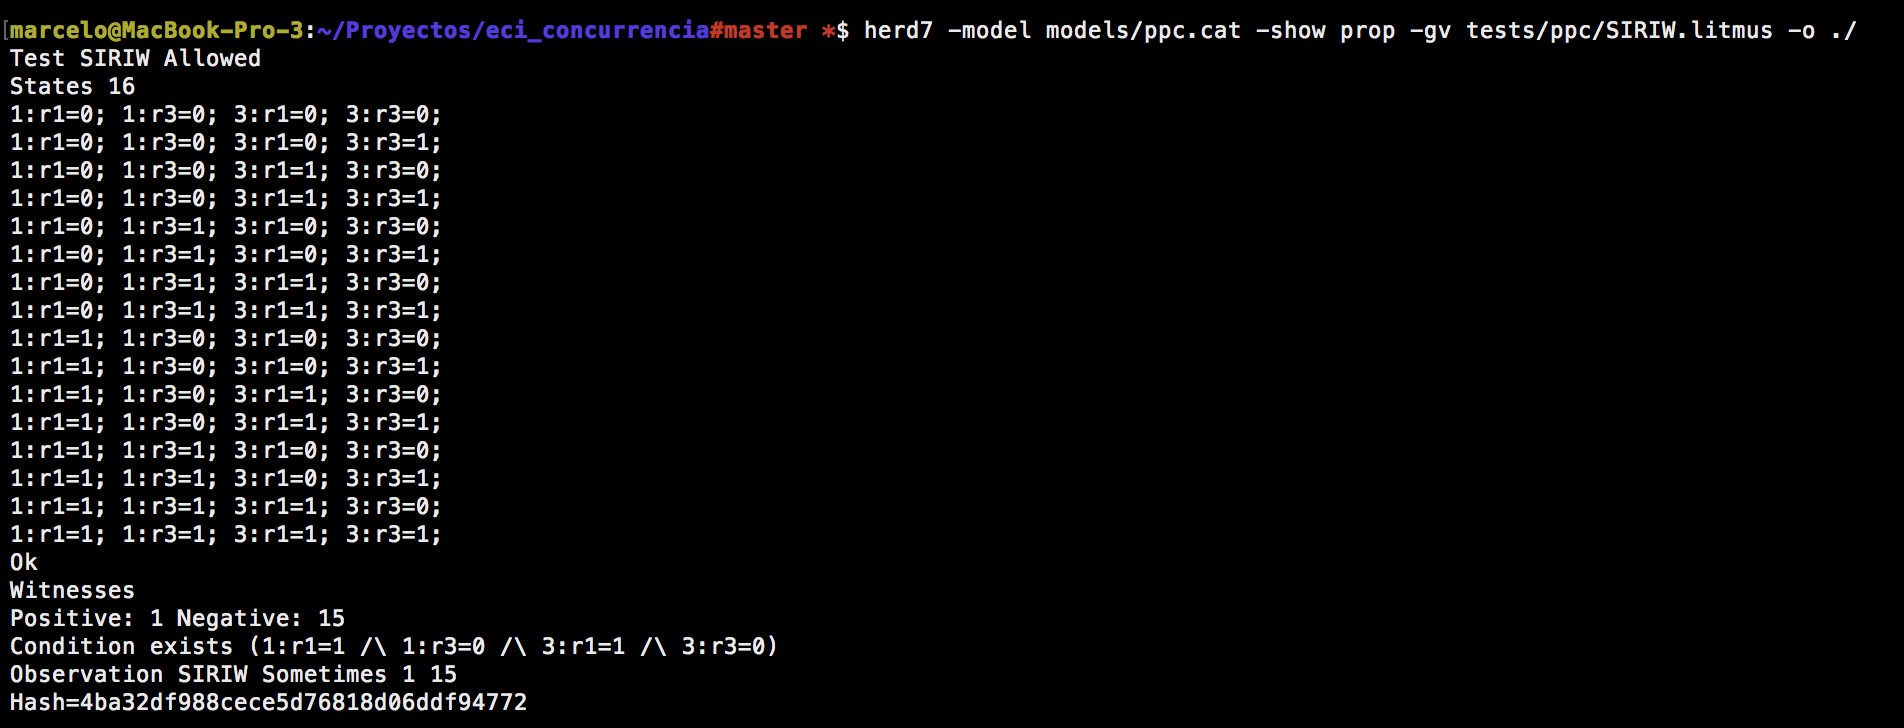 [marcelo@MacBook-Pro-3:~/Proyectos/eci_concurrencia#master *$ herd7 -model models/ppc.cat -show prop -gv tests/ppc/SIRIW.litmus -o ./
Test SIRIW Allowed
States 16
1:r1=0; 1:r3=0; 3:r1=0; 3:r3=0;
1:r1=0; 1:r3=0; 3:r1=0; 3:r3=1;
1:r1=0; 1:r3=0; 3:r1=1; 3:r3=0;
1:r1=0; 1:r3=0; 3:r1=1; 3:r3=1;
1:r1=0; 1:r3=1; 3:r1=0; 3:r3=0;
1:r1=0; 1:r3=1; 3:r1=0; 3:r3=1;
1:r1=0; 1:r3=1; 3:r1=1; 3:r3=0;
1:r1=0; 1:r3=1; 3:r1=1; 3:r3=1;
1:r1=1; 1:r3=0; 3:r1=0; 3:r3=0;
1:r1=1; 1:r3=0; 3:r1=0; 3:r3=1;
1:r1=1; 1:r3=0; 3:r1=1; 3:r3=0;
1:r1=1; 1:r3=0; 3:r1=1; 3:r3=1;
1:r1=1; 1:r3=1; 3:r1=0; 3:r3=0;
1:r1=1; 1:r3=1; 3:r1=0; 3:r3=1;
1:r1=1; 1:r3=1; 3:r1=1; 3:r3=0;
1:r1=1; 1:r3=1; 3:r1=1; 3:r3=1;
Ok
Witnesses
Positive: 1 Negative: 15
Condition exists (1:r1=1 /\ 1:r3=0 /\ 3:r1=1 /\ 3:r3=0)
Observation SIRIW Sometimes 1 15
Hash=4ba32df988cece5d76818d06ddf94772